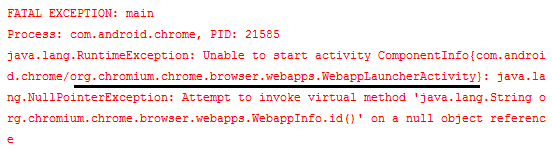 FATAL EXCEPTION: main
Process: com.android.chrome, PID: 21585
java.lang.RuntimeException: Unable to start activity ComponentInfo{com.androi
d.chrome/org.chromium.chrome.browser.webapps.WebappLauncherActivity}: java.la
ng.NullPointerException: Attempt to invoke virtual method 'java.lang.String o
rg.chromium.chrome.browser.webapps.WebappInfo.id()' on a null object referenc
e